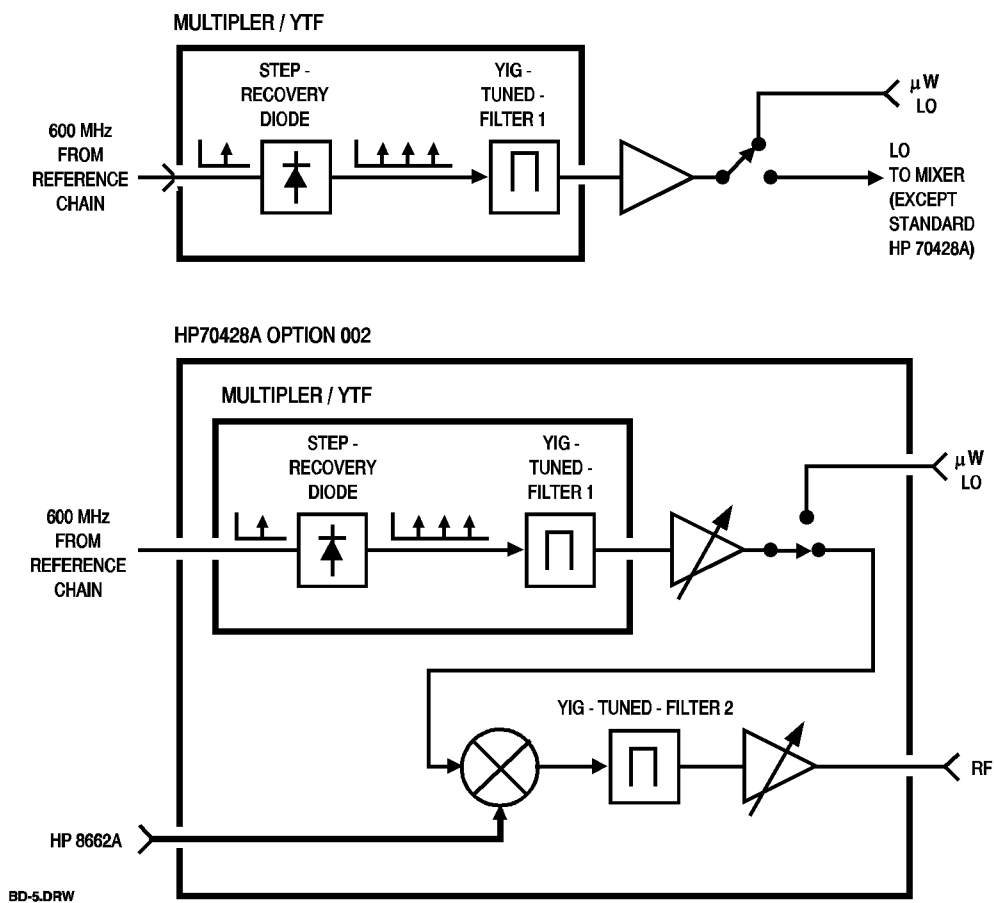 MULTIPLER / YTF
STEP -
RECOVERY
DIODE
YIG -
TUNED -
FILTER 1
600 MHz
FROM
REFERENCE
CHAIN
µW
LO
LO
TO MIXER
(EXCEPT
STANDARD
HP 70428A)
HP70428A OPTION 002
MULTIPLER / YTF
STEP -
RECOVERY
DIODE
YIG -
TUNED -
FILTER 1
600 MHz
FROM
REFERENCE
CHAIN
µW
LO
YIG - TUNED - FILTER 2
RF
HP 8662A
BD-5.DRW